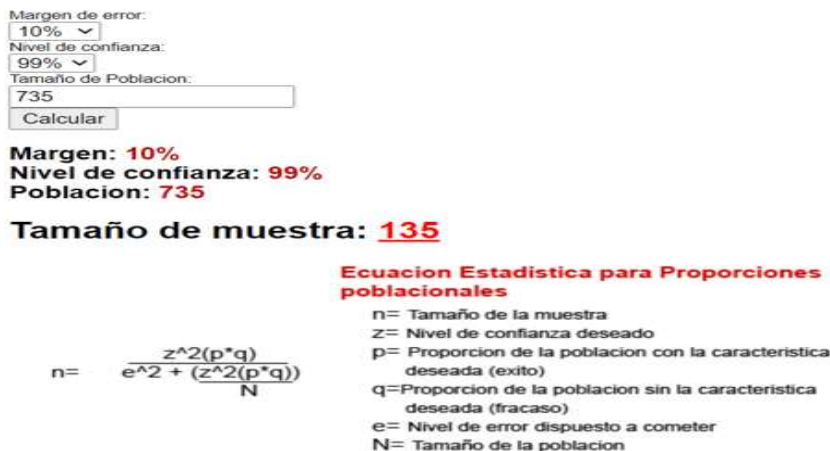 Margen de error:
10%
Nivel de confianza:
99%
Tamaño de Poblacion:
735
Calcular
Margen: 10%
Nivel de confianza: 99%
Poblacion: 735
Tamaño de muestra: 135
Ecuacion Estadistica para Proporciones
poblacionales
n= Tamaño de la muestra
z= Nivel de confianza deseado
p= Proporcion de la poblacion con la caracteristica
deseada (exito)
q=Proporcion de la poblacion sin la caracteristica
deseada (fracaso)
e= Nivel de error dispuesto a cometer
N= Tamaño de la poblacion
z^2(p*q)
n= e^2 + (z^2(p*q))
N